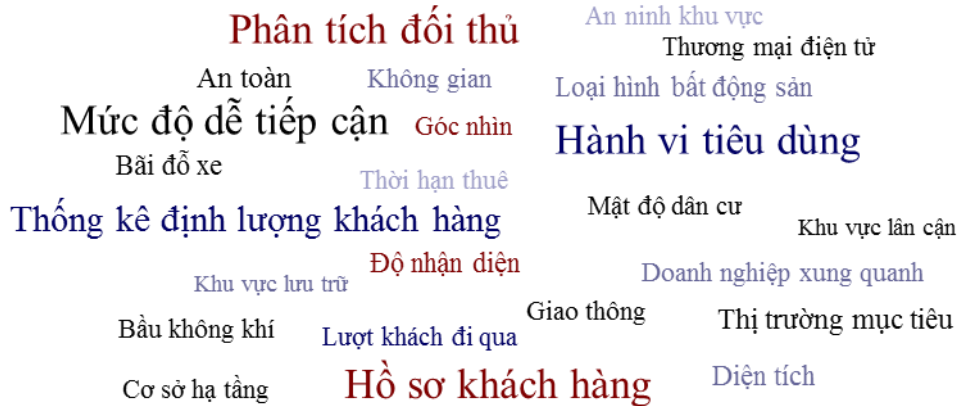 An ninh khu vực
Phân tích đối thủ
Thương mại điện tử
An toàn
Không gian
Loại hình bất động sản
Mức độ dễ tiếp cận
Góc nhìn
Hành vi tiêu dùng
Bãi đỗ xe
Thời hạn thuê
Mật độ dân cư
Thống kê định lượng khách hàng
Khu vực lân cận
Độ nhận diện
Doanh nghiệp xung quanh
Khu vực lưu trữ
Giao thông
Thị trường mục tiêu
Bầu không khí
Lượt khách đi qua
Diện tích
Hồ sơ khách hàng
Cơ sở hạ tầng